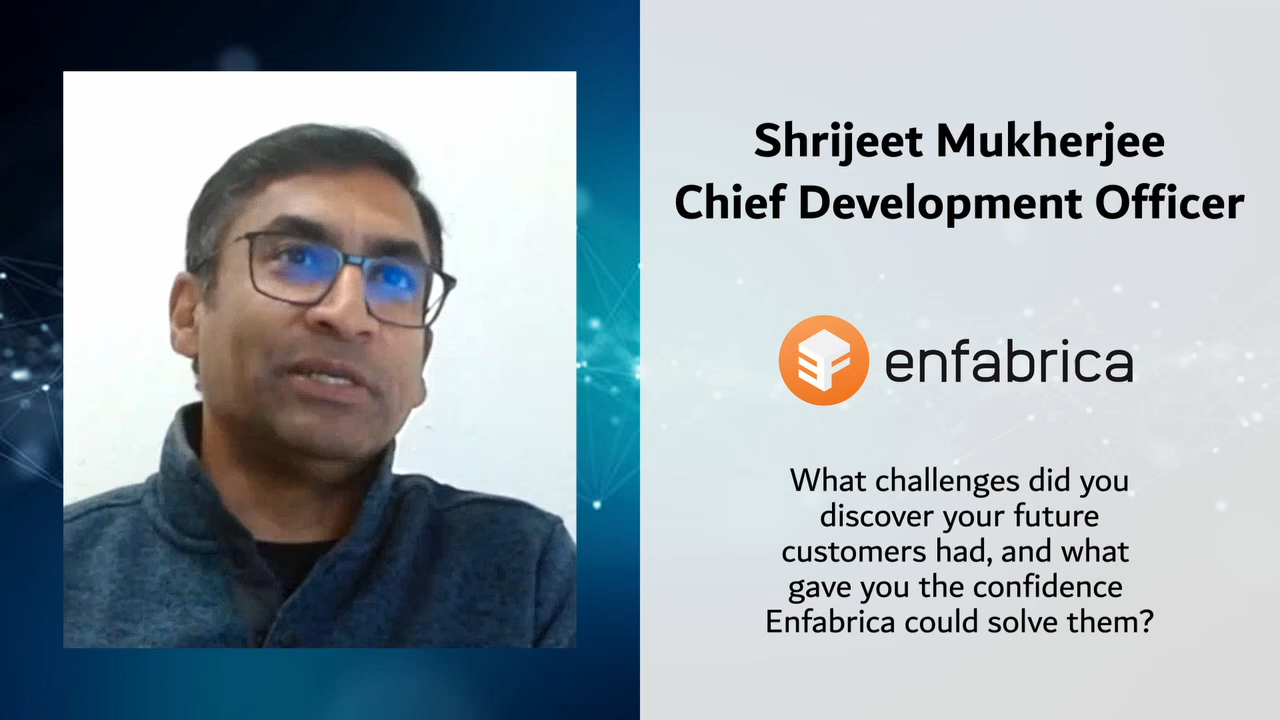 Shrijeet Mukherjee
Chief Development Officer
enfabrica
What challenges did you
discover your future
customers had, and what
gave you the confidence
Enfabrica could solve them?